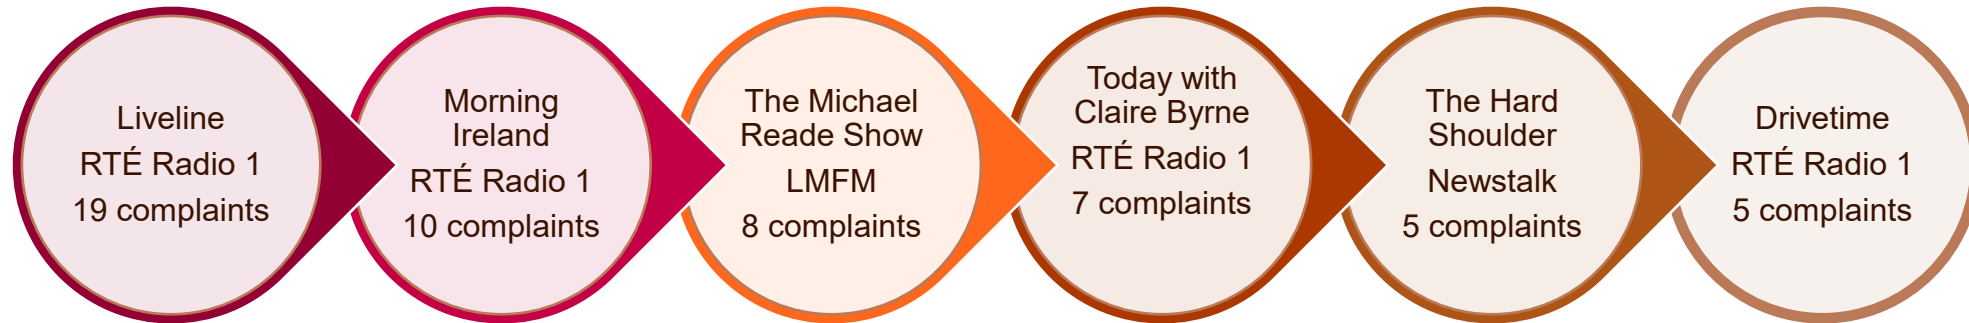 Liveline
RTÉ Radio 1
19 complaints
Morning
Ireland
RTÉ Radio 1
10 complaints
The Michael
Reade Show
LMFM
8 complaints
Today with
Claire Byrne
RTÉ Radio 1
7 complaints
The Hard
Shoulder
Newstalk
5 complaints
Drivetime
RTÉ Radio 1
5 complaints